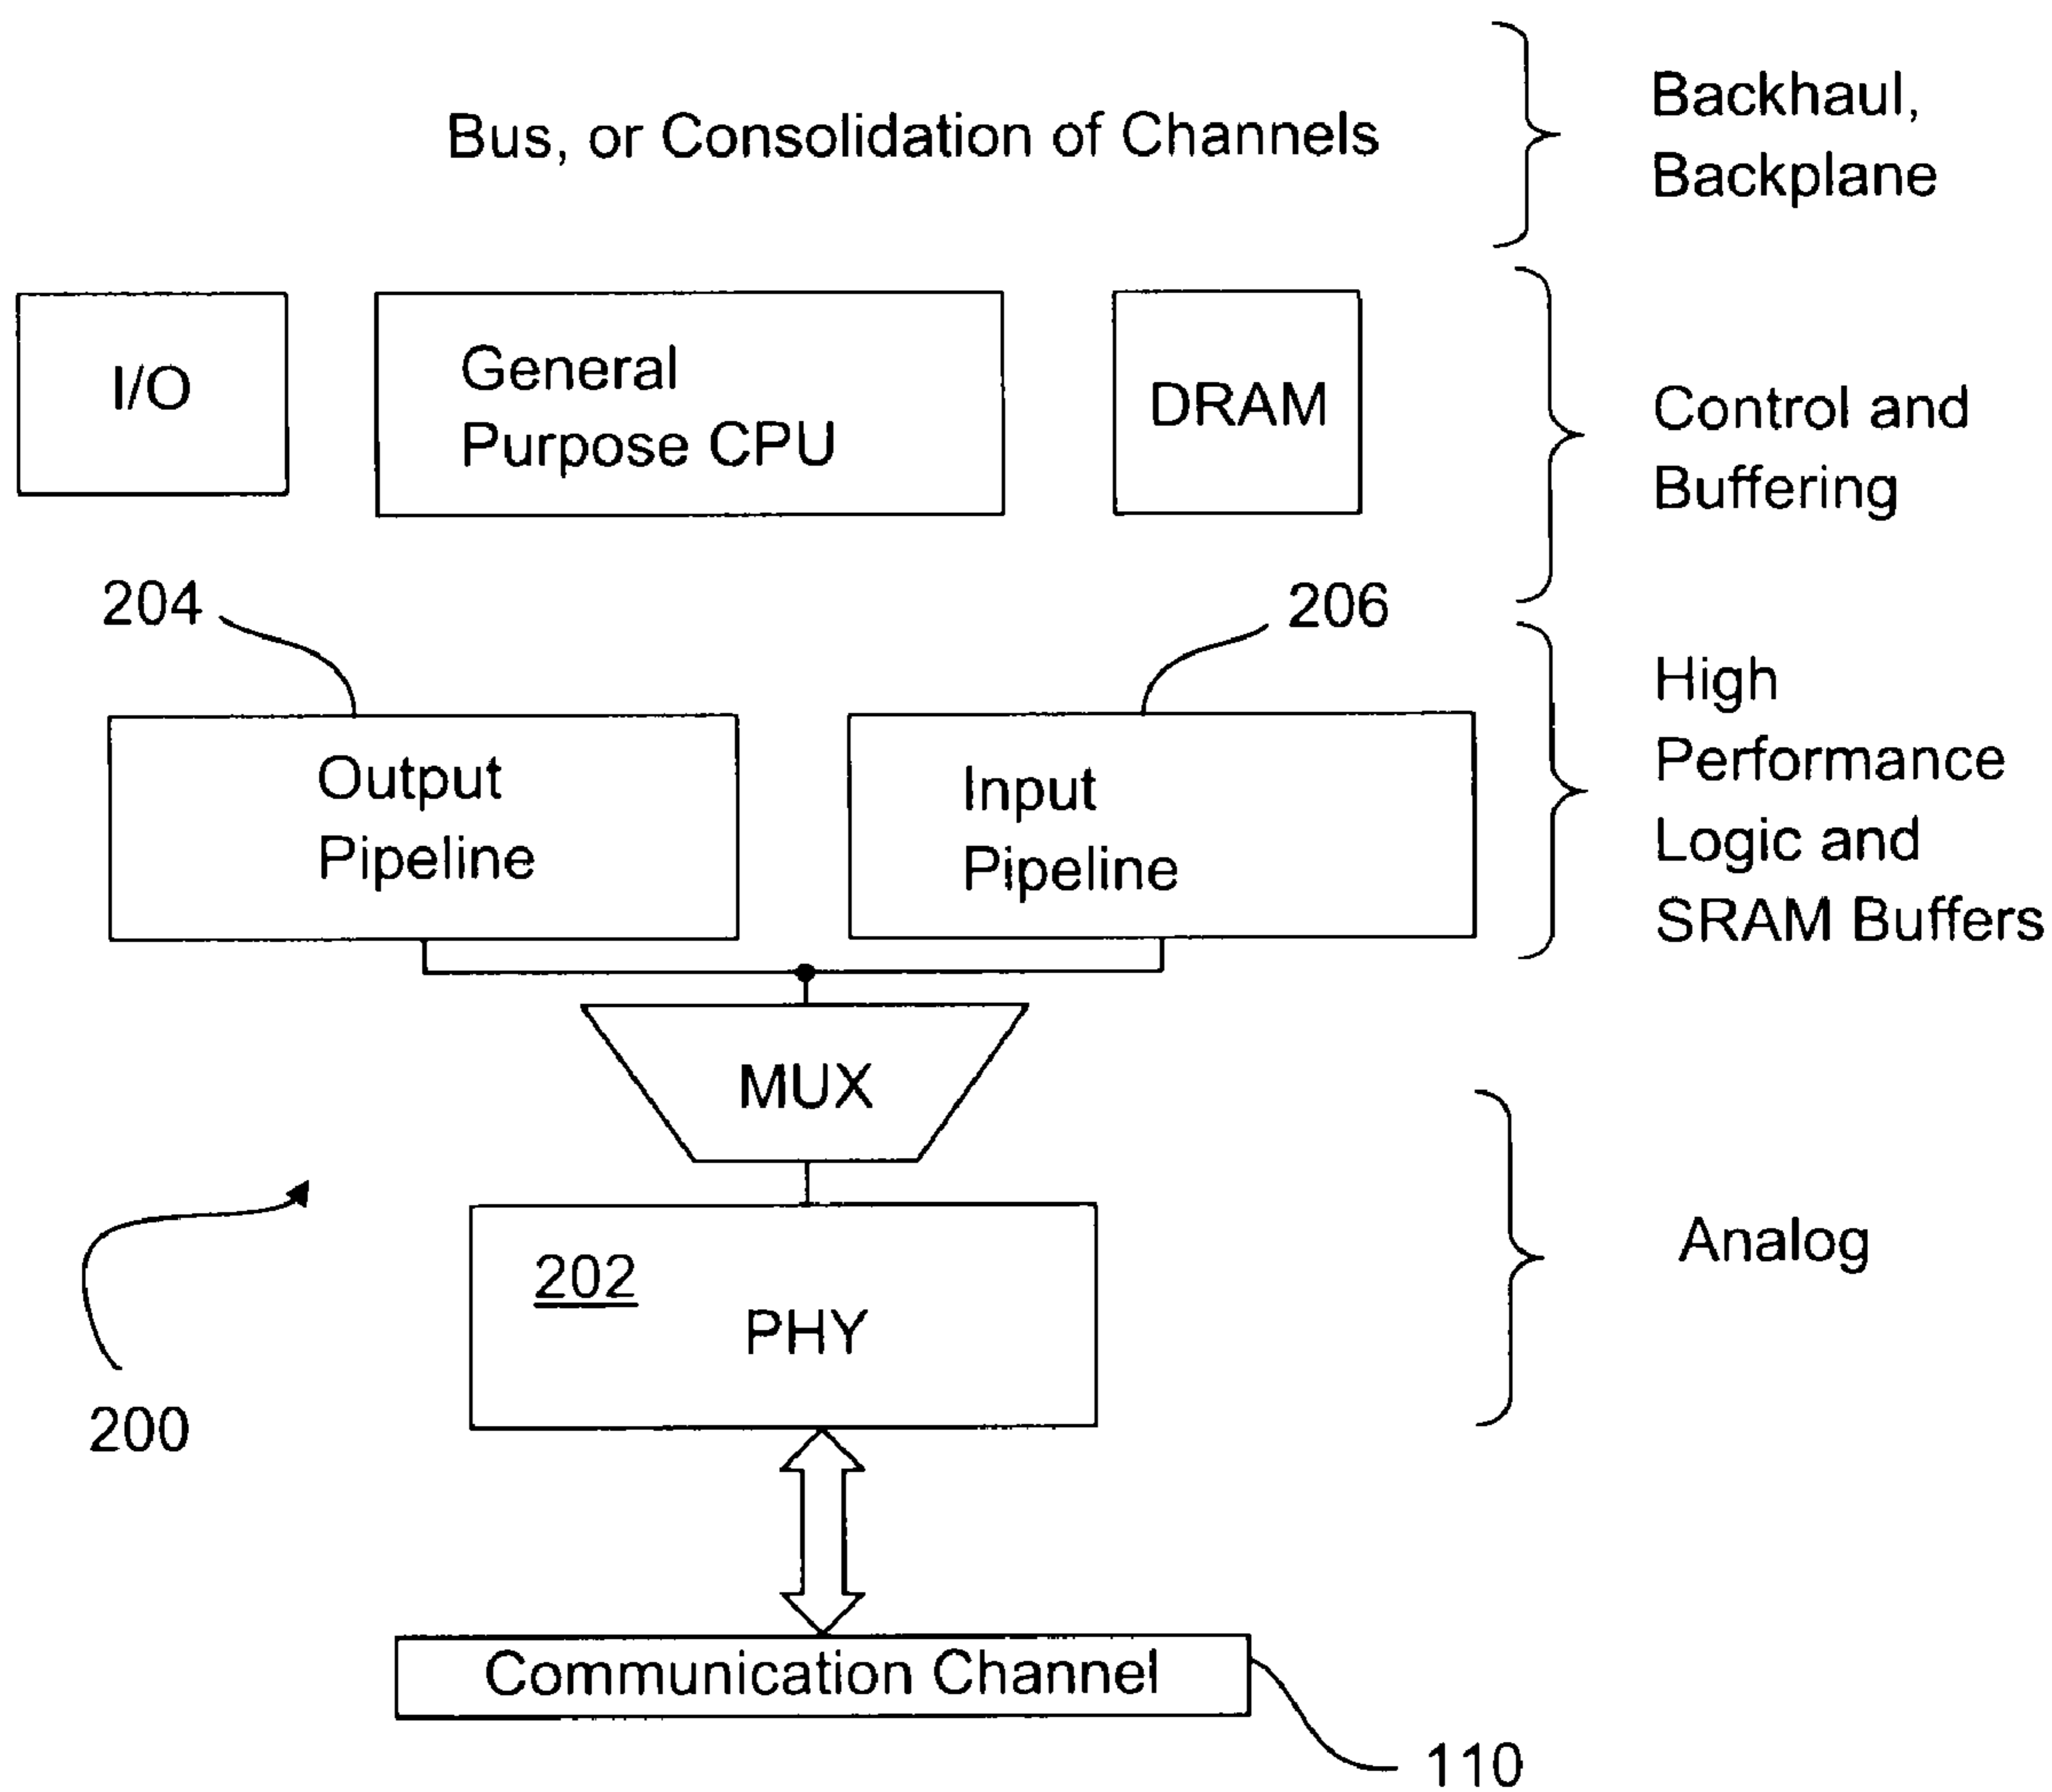 Bus, or Consolidation of Channels
Backhaul,
Backplane
I/O
General
Purpose CPU
DRAM
Control and
Buffering
204
206
Output
Pipeline
Input
Pipeline
High
Performance
Logic and
SRAM Buffers
MUX
202
PHY
Analog
200
Communication Channel
110